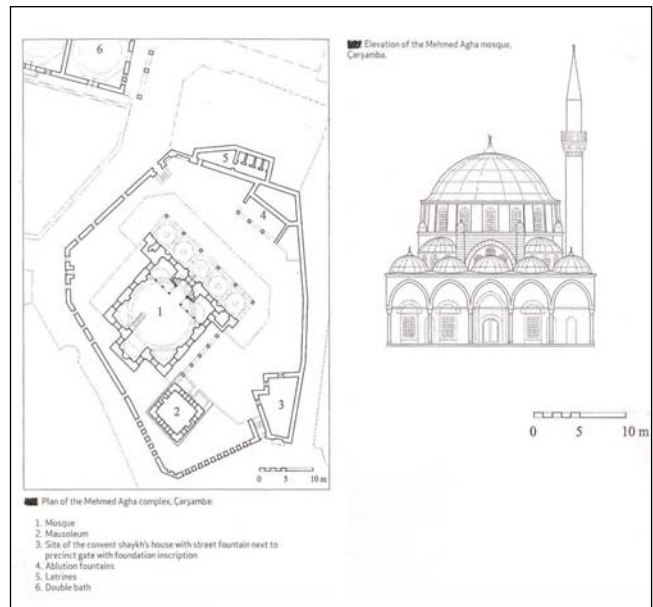 6
5
4
1
2
3
0 5 10 m
Plan of the Mehmed Agha complex, Çarşamba:
1. Mosque
2. Mausoleum
3. Site of the convent shaykh's house with street fountain next to
precinct gate with foundation inscription
4. Ablution fountains
5. Latrines
6. Double bath
Elevation of the Mehmed Agha mosque,
Çarşamba.
0 5 10 m